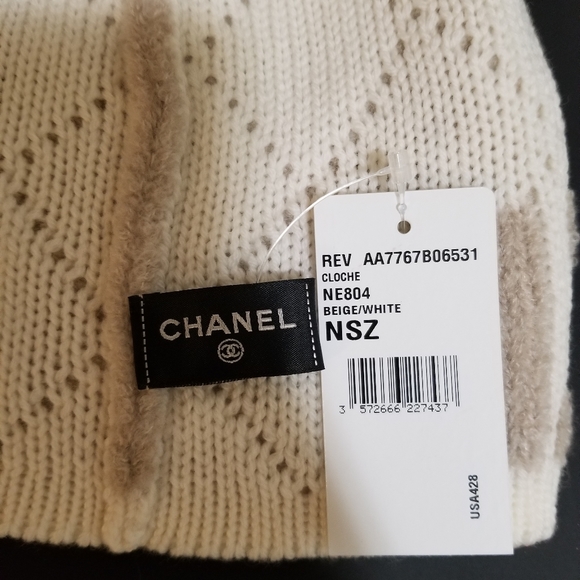 CHANEL
REV AA7767B06531
CLOCHE
NE804
BEIGE/WHITE
NSZ
3 572666 227437
USA428